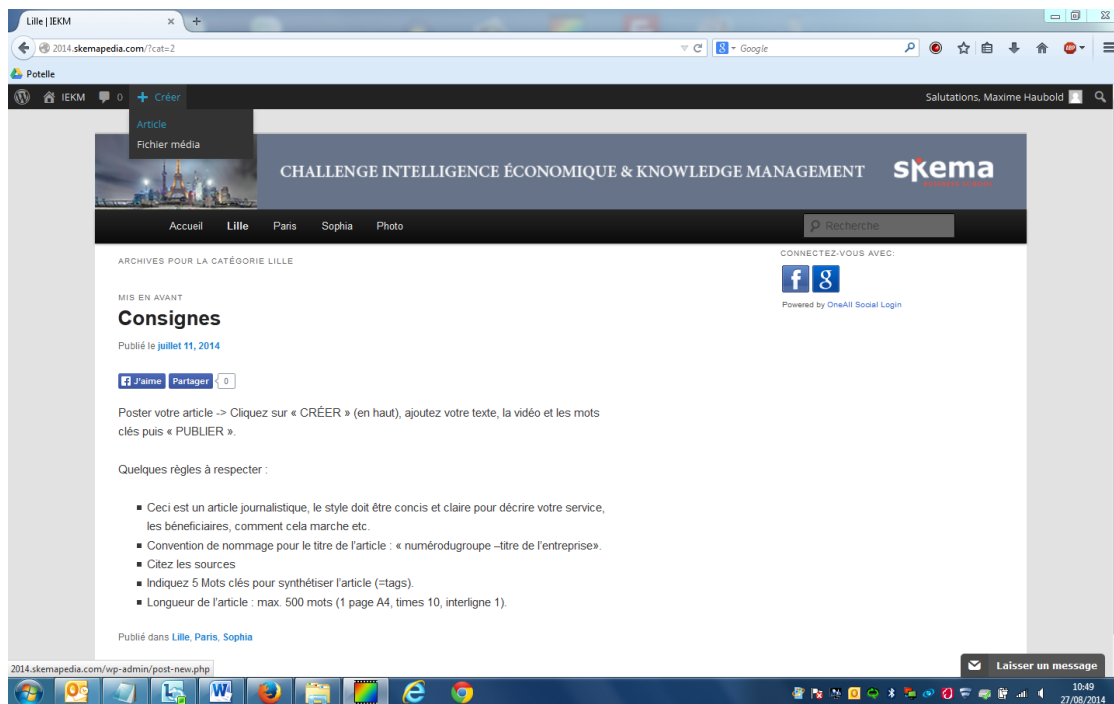 Lille | IEKM
2014.skemapedia.com/?cat=2
Google
Potelle
IEKM 0 Créer
Salutations, Maxime Haubold
Article
Fichier média
CHALLENGE INTELLIGENCE ÉCONOMIQUE & KNOWLEDGE MANAGEMENT
skema
Accueil Lille Paris Sophia Photo
Recherche
ARCHIVES POUR LA CATÉGORIE LILLE
CONNECTEZ-VOUS AVEC:
Powered by OneAll Social Login
MIS EN AVANT
Consignes
Publié le juillet 11, 2014
J'aime Partager 0
Poster votre article -> Cliquez sur « CRÉER » (en haut), ajoutez votre texte, la vidéo et les mots
clés puis « PUBLIER ».
Quelques règles à respecter :
Ceci est un article journalistique, le style doit être concis et claire pour décrire votre service,
les béneficiaires, comment cela marche etc.
Convention de nommage pour le titre de l'article : « numérodugroupe –titre de l'entreprise».
Citez les sources
Indiquez 5 Mots clés pour synthétiser l'article (=tags).
Longueur de l'article : max. 500 mots (1 page A4, times 10, interligne 1).
Publié dans Lille, Paris, Sophia
2014.skemapedia.com/wp-admin/post-new.php
Laisser un message
10:49
27/08/2014